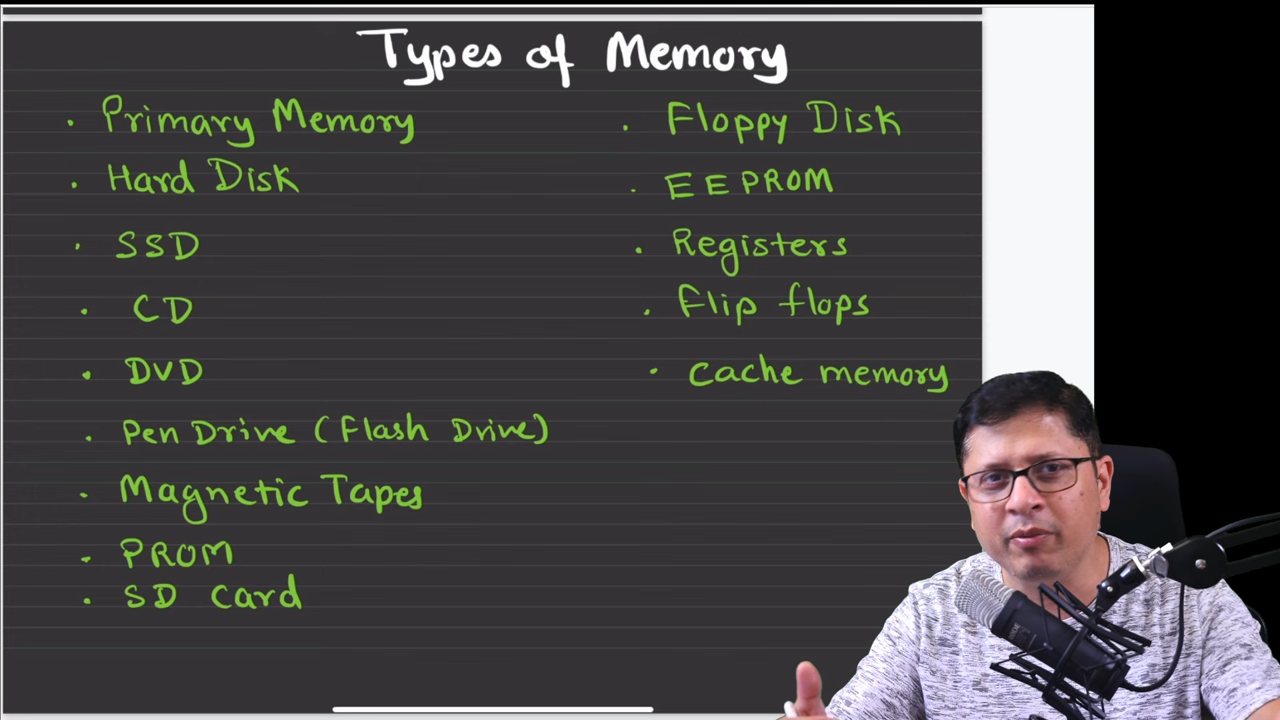 Types of Memory
. Primary Memory
. Hard Disk
. SSD
. CD
. DVD
. Pen Drive (Flash Drive)
. Magnetic Tapes
. PROM
. SD Card
. Floppy Disk
. EEPROM
. Registers
. Flip flops
. Cache memory